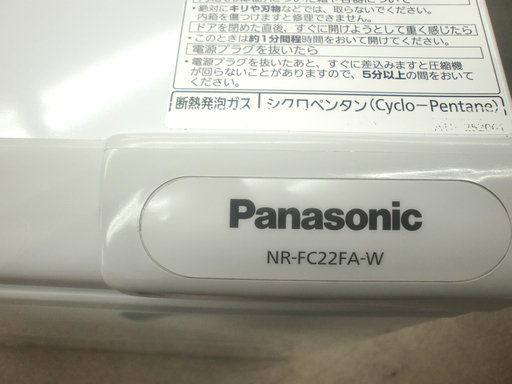 ・絶対にキリや刃物などでは、取らないでください。
内箱を傷つけますと修理できません。
ドアを閉めた直後、すぐに開けようとして重く感じたら
・このときは約1分間程時間をおいて開けてください。
電源プラグを抜いたら
・電源プラグを抜いたあと、すぐに差込みますと圧縮機
が回らないことがありますので、5分以上の間をおいて
ください。
断熱発泡ガス シクロペンタン(Cyclo-Pentane)
Panasonic
NR-FC22FA-W